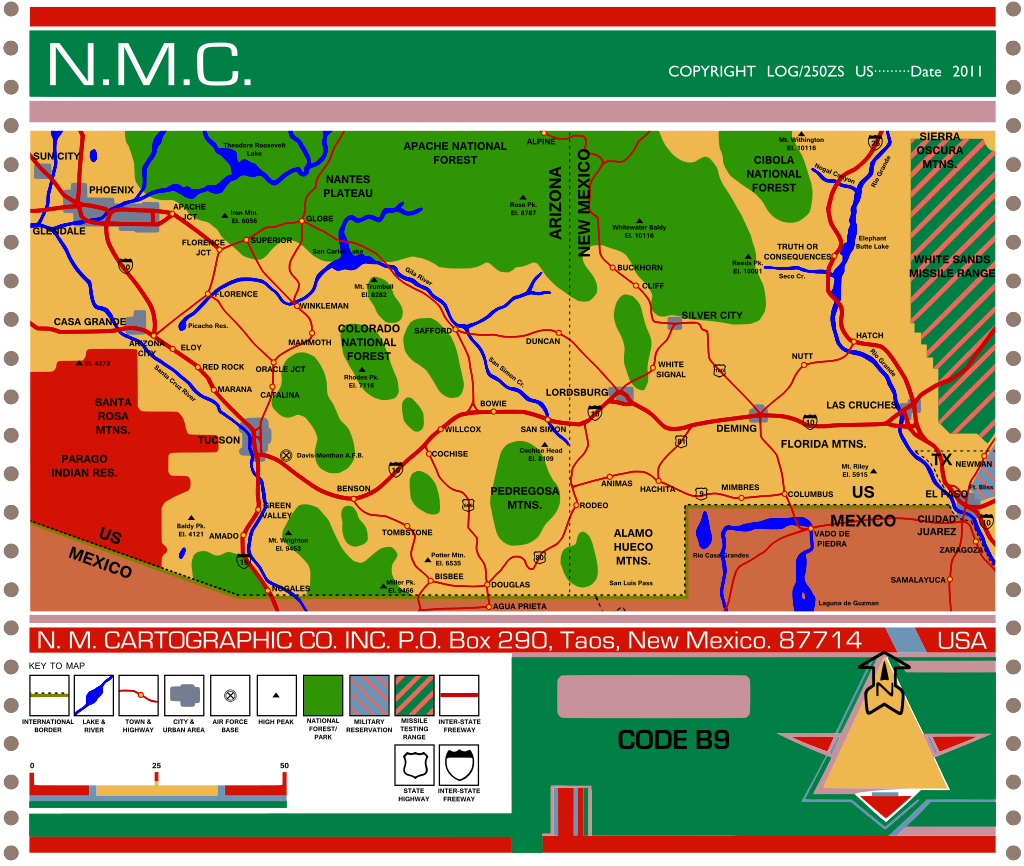 N.M.C.
COPYRIGHT LOG/250ZS US·········Date 2011
SUN CITY
PHOENIX
GLENDALE
APACHE
JCT
Theodore Roosevelt
Lake
NANTES
PLATEAU
APACHE NATIONAL
FOREST
ALPINE
ARIZONA
NEW MEXICO
Iron Mtn.
El. 6056
GLOBE
SUPERIOR
FLORENCE
JCT
San Carlos Lake
Gila River
Rose Pk.
El. 8787
Whitewater Baldy
El. 10116
Mt. Withington
El. 10116
CIBOLA
NATIONAL
FOREST
Nogal Canyon
Rio Grande
25
SIERRA
OSCURA
MTNS.
WHITE SANDS
MISSILE RANGE
Elephant
Butte Lake
TRUTH OR
CONSEQUENCES
Reeds Pk.
El. 10001
Seco Cr.
BUCKHORN
CLIFF
SILVER CITY
10
FLORENCE
Picacho Res.
WINKLEMAN
Mt. Trumbull
El. 8282
CASA GRANDE
ARIZONA
CITY
ELOY
MAMMOTH
COLORADO
NATIONAL
FOREST
SAFFORD
DUNCAN
HATCH
NUTT
Rio Grande
El. 4373
RED ROCK
ORACLE JCT
Rhodes Pk.
El. 7116
San Simon Cr.
WHITE
SIGNAL
Santa Cruz River
MARANA
CATALINA
SANTA
ROSA
MTNS.
BOWIE
LORDSBURG
10
LAS CRUCHES
TUCSON
WILLCOX
SAN SIMON
DEMING
10
FLORIDA MTNS.
Davis-Monthan A.F.B.
COCHISE
Cochise Head
El. 8109
81
PARAGO
INDIAN RES.
10
Mt. Riley
El. 5915
TX
NEWMAN
BENSON
PEDREGOSA
MTNS.
ANIMAS
HACHITA
9
MIMBRES
COLUMBUS
US
EL PASO
Ft. Bliss
GREEN
VALLEY
RODEO
MEXICO
CIUDAD
JUAREZ
10
Baldy Pk.
El. 4121
AMADO
Mt. Wrighton
El. 9453
TOMBSTONE
ALAMO
HUECO
MTNS.
VADO DE
PIEDRA
ZARAGOZA
US
MEXICO
19
Potter Mtn.
El. 6535
80
Rio Casa Grandes
SAMALAYUCA
NOGALES
Miller Pk.
El. 9466
BISBEE
DOUGLAS
San Luis Pass
AGUA PRIETA
Laguna de Guzman
N. M. CARTOGRAPHIC CO. INC. P.O. Box 290, Taos, New Mexico. 87714 USA
KEY TO MAP
INTERNATIONAL
BORDER
LAKE &
RIVER
TOWN &
HIGHWAY
CITY &
URBAN AREA
AIR FORCE
BASE
HIGH PEAK
NATIONAL
FOREST/
PARK
MILITARY
RESERVATION
MISSILE
TESTING
RANGE
INTER-STATE
FREEWAY
STATE
HIGHWAY
INTER-STATE
FREEWAY
0 25 50
CODE B9
N